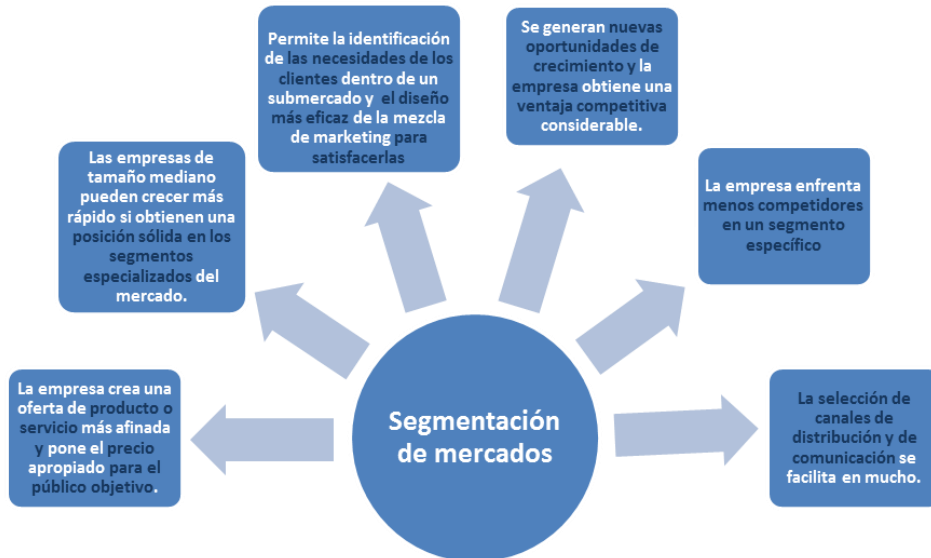 Permite la identificación
de las necesidades de los
clientes dentro de un
submercado y el diseño
más eficaz de la mezcla
de marketing para
satisfacerlas
Se generan nuevas
oportunidades de
crecimiento y la
empresa obtiene una
ventaja competitiva
considerable.
Las empresas de
tamaño mediano
pueden crecer más
rápido si obtienen una
posición sólida en los
segmentos
especializados del
mercado.
La empresa enfrenta
menos competidores
en un segmento
específico
La empresa crea una
oferta de producto o
servicio más afinada
y pone el precio
apropiado para el
público objetivo.
Segmentación
de mercados
La selección de
canales de
distribución y de
comunicación se
facilita en mucho.